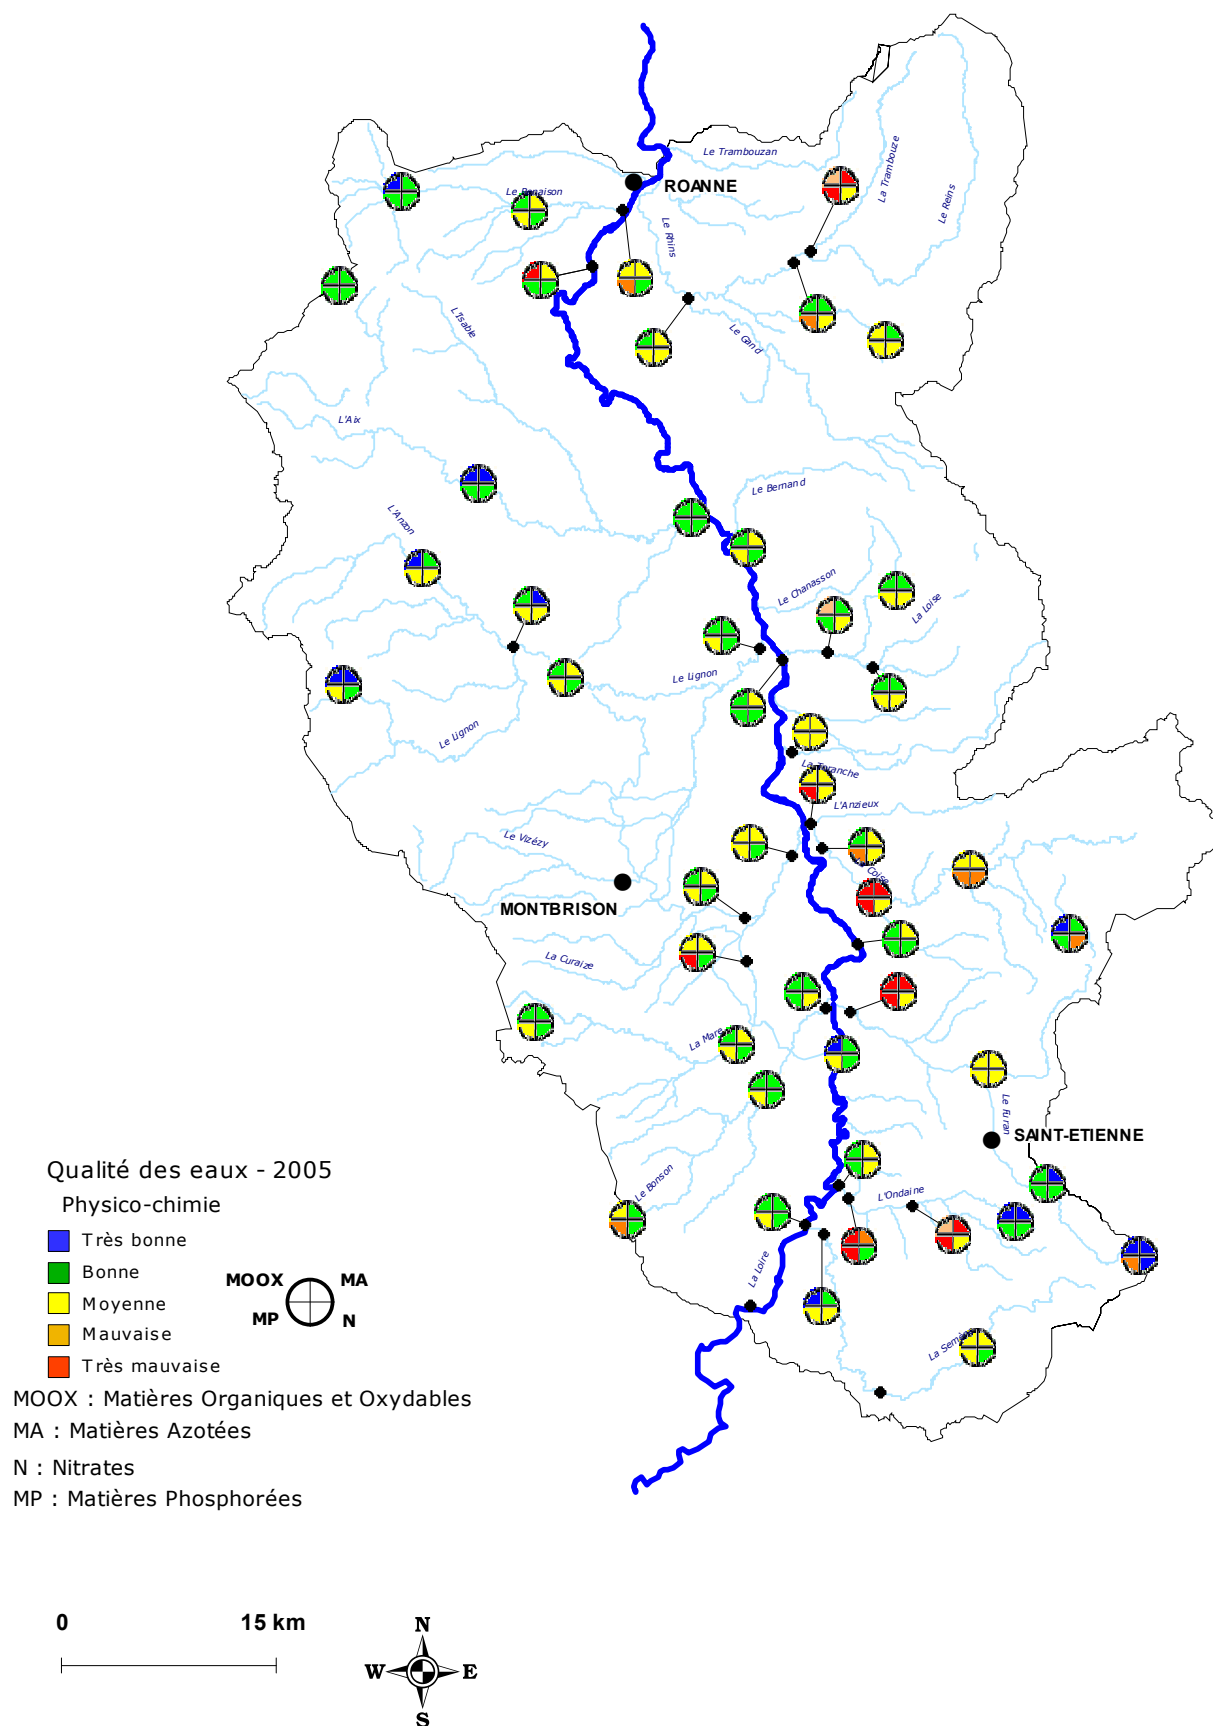 Le Trambouzan
La Trambouze
ROANNE
Le Renaison
Le Reins
Le Rhins
L'Isable
Le Gand
L'Aix
Le Bernand
L'Anzon
Le Chanasson
La Loise
Le Lignon
Le Lignon
La Toranche
L'Anzieux
Le Vizézy
Coise
MONTBRISON
La Curaize
La Mare
Le Furan
SAINT-ETIENNE
Le Bonson
L'Ondaine
La Loire
La Semène
Qualité des eaux - 2005
Physico-chimie
Très bonne
Bonne
Moyenne
Mauvaise
Très mauvaise
MOOX MA
MP N
MOOX : Matières Organiques et Oxydables
MA : Matières Azotées
N : Nitrates
MP : Matières Phosphorées
0 15 km
N
W E
S